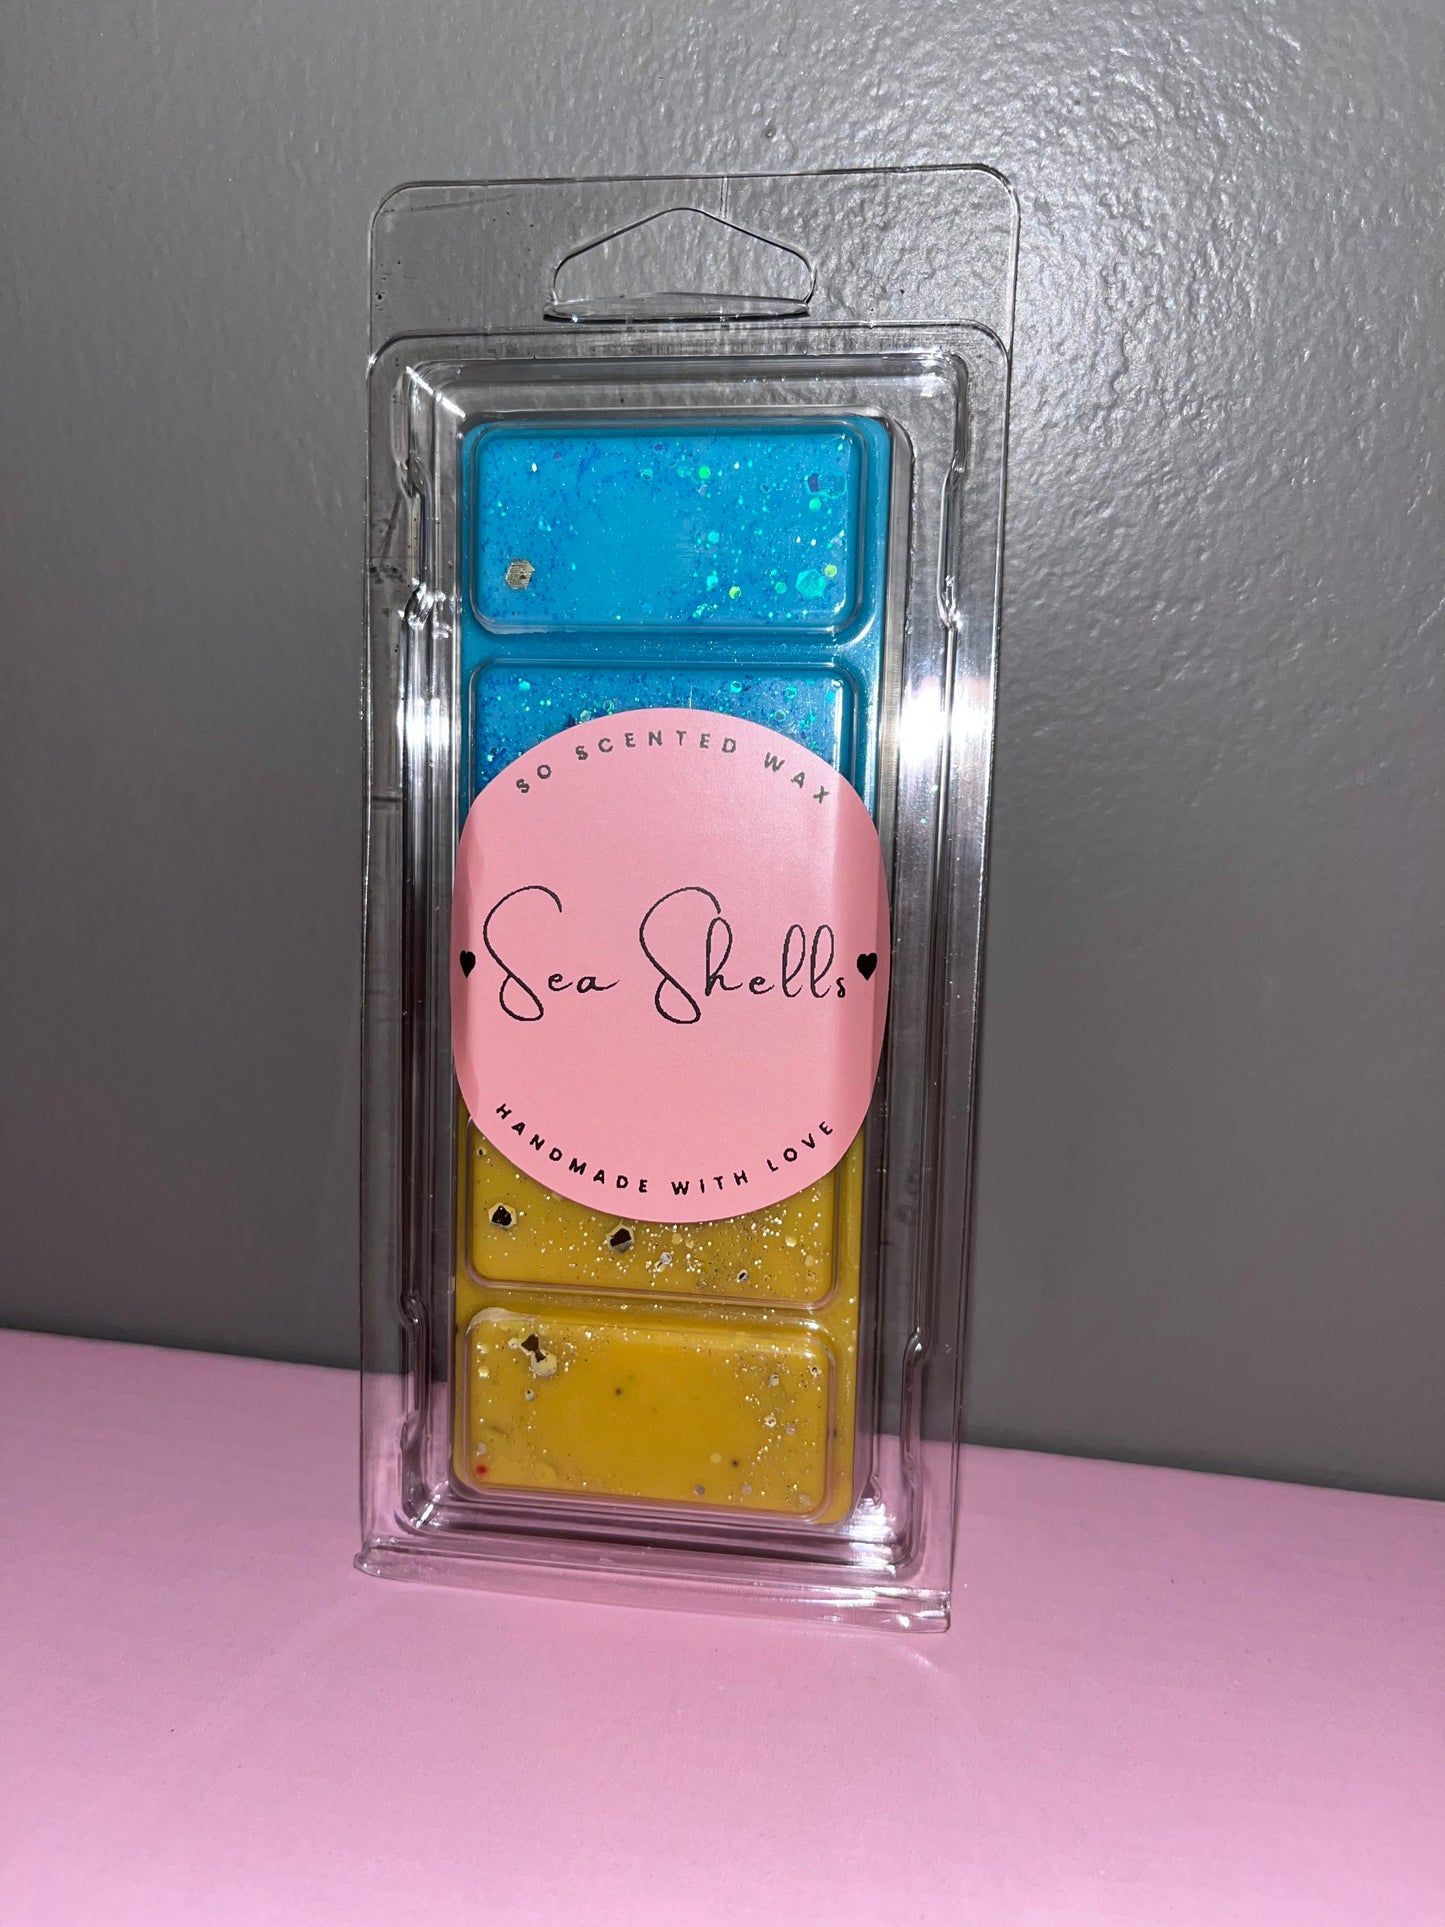 SO SCENTED WAX
Sea Shells
HANDMADE WITH LOVE